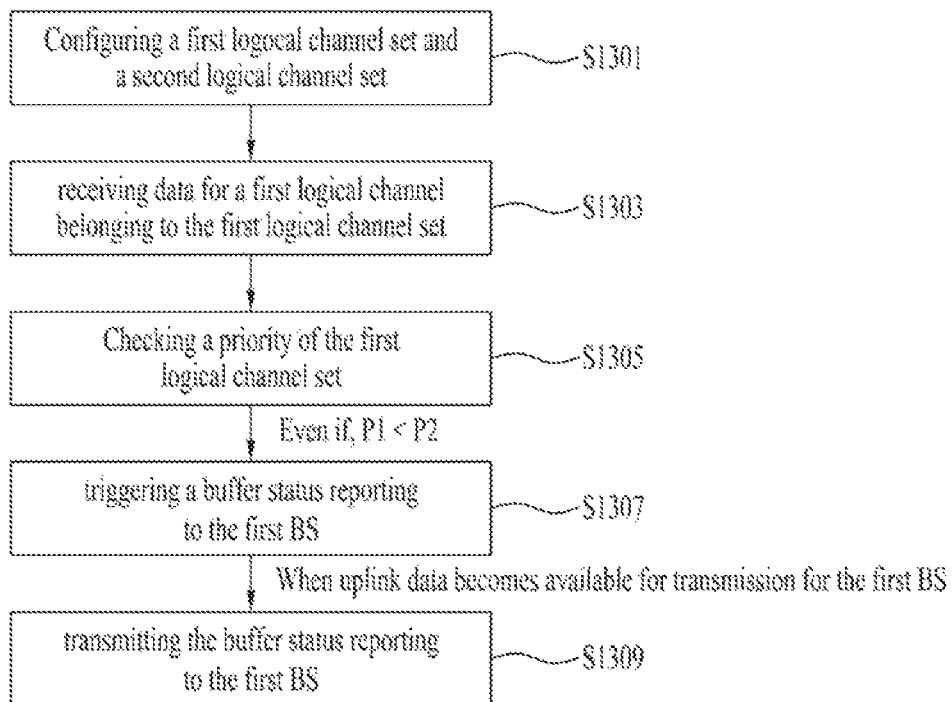 Configuring a first logocal channel set and
a second logical channel set
S1301
receiving data for a first logical channel
belonging to the first logical channel set
S1303
Checking a priority of the first
logical channel set
S1305
Even if, P1 < P2
triggering a buffer status reporting
to the first BS
S1307
When uplink data becomes available for transmission for the first BS
transmitting the buffer status reporting
to the first BS
S1309